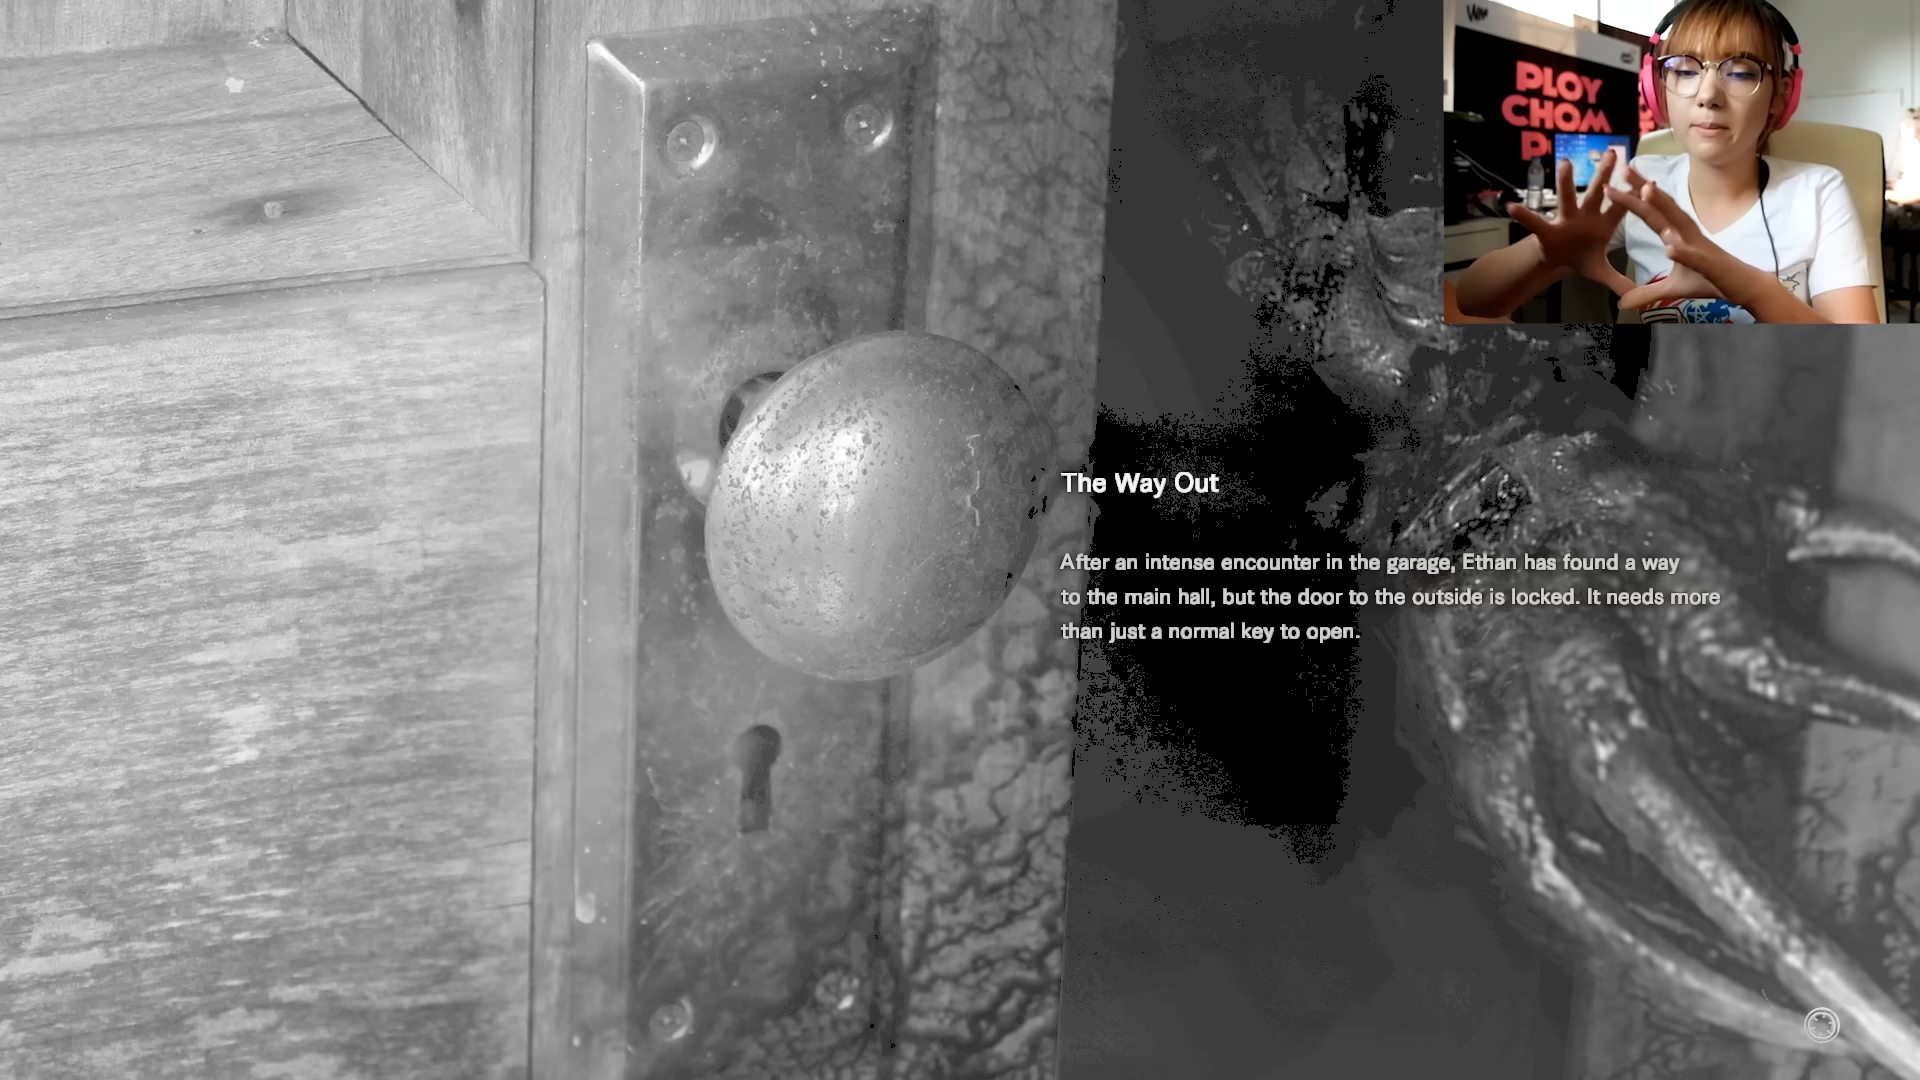 PLOY
CHOM
The Way Out
After an intense encounter in the garage, Ethan has found a way
to the main hall, but the door to the outside is locked. It needs more
than just a normal key to open.